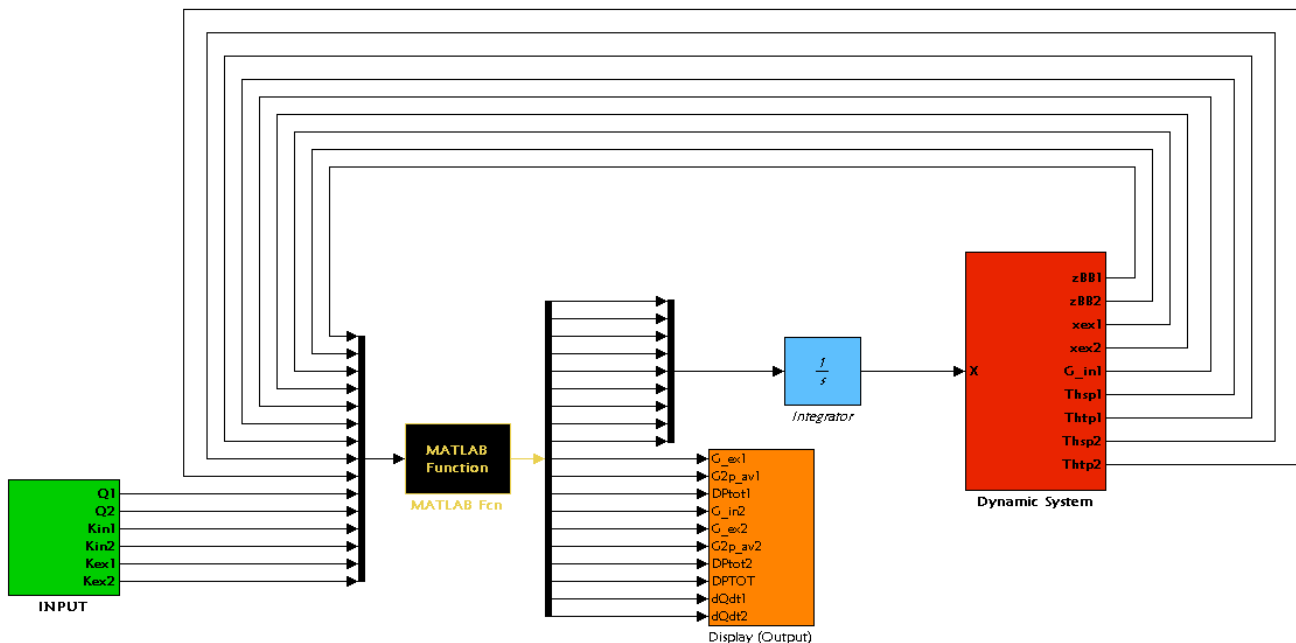 zBB1
zBB2
xex1
xex2
G_in1
Thsp1
Thtp1
Thsp2
Thtp2
X
Dynamic System
1
s
Integrator
MATLAB
Function
MATLAB Fcn
G_ex1
G2p_av1
DPtot1
G_in2
G_ex2
G2p_av2
DPtot2
DPTOT
dQdt1
dQdt2
Display (Output)
Q1
Q2
Kin1
Kin2
Kex1
Kex2
INPUT